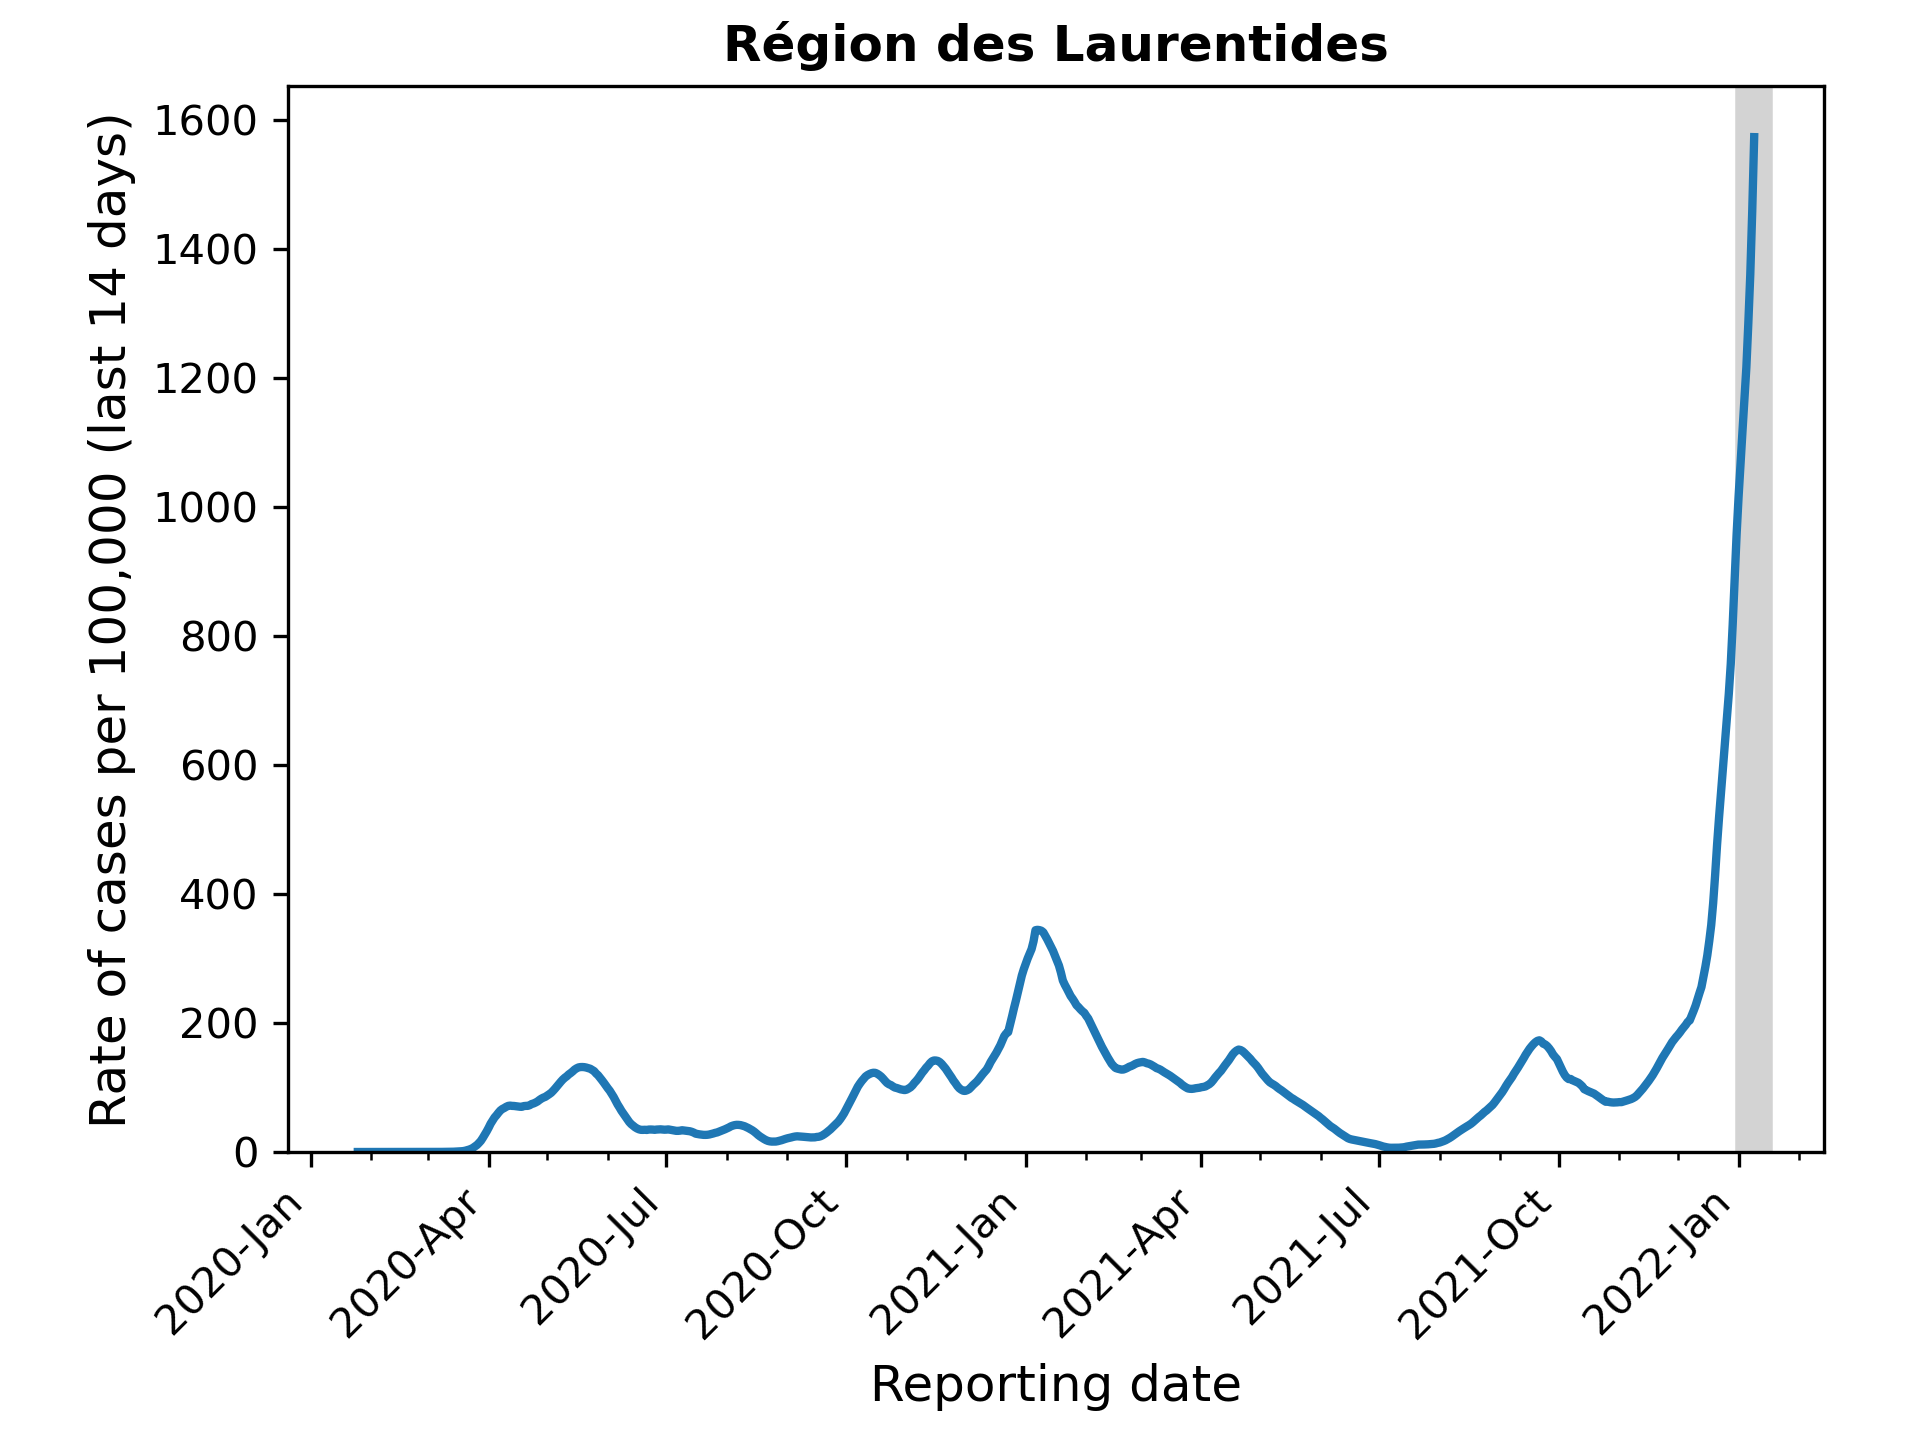 Région des Laurentides
Rate of cases per 100,000 (last 14 days)
1600
1400
1200
1000
800
600
400
200
0
2020-Jan
2020-Apr
2020-Jul
2020-Oct
2021-Jan
2021-Apr
2021-Jul
2021-Oct
2022-Jan
Reporting date